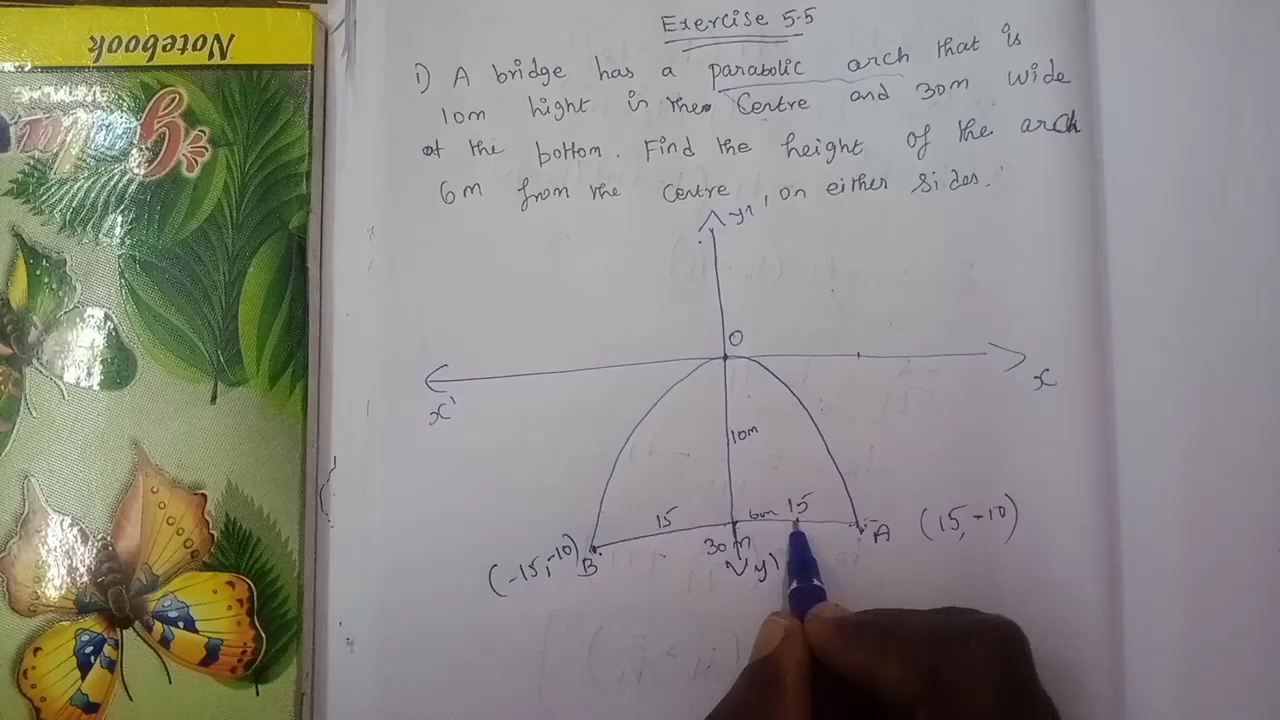 Notebook
Exercise 5.5
1) A bridge has a parabolic arch that is
10m hight in the Centre and 30m wide
at the bottom. Find the height of the arch
6m from the centre, on either sides.
y
O
x'
x
10m
15
6m 15
30m
A (15, -10)
(-15, -10) B
y'